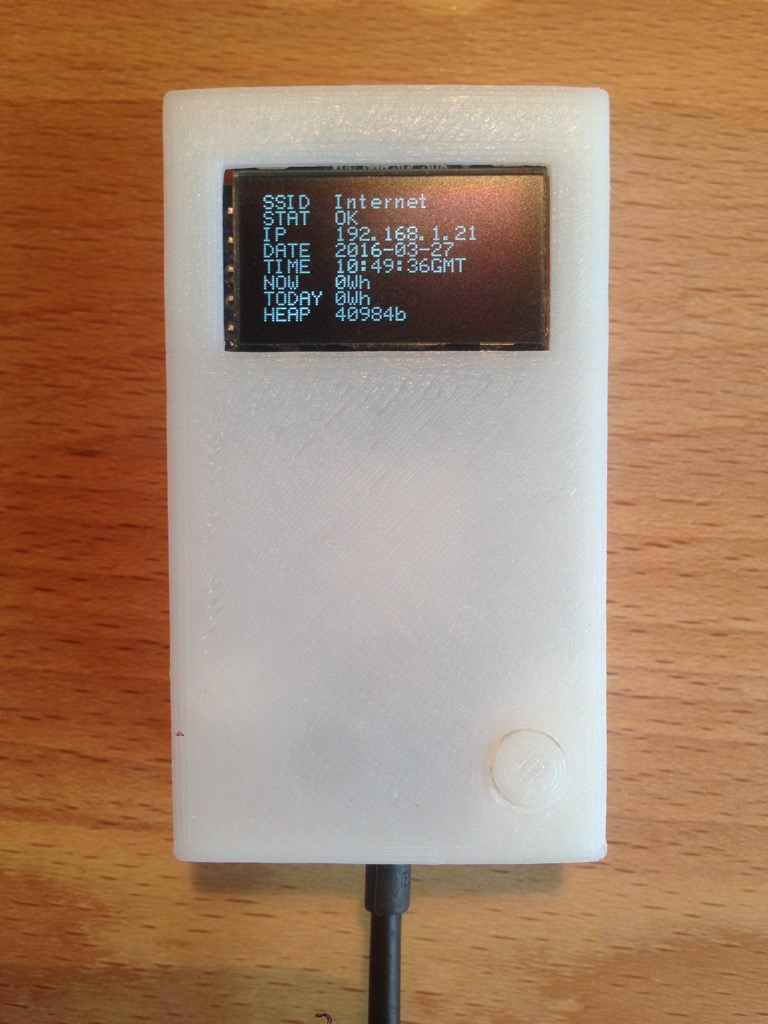 SSID Internet
STAT OK
IP 192.168.1.21
DATE 2016-03-27
TIME 10:49:36GMT
NOW 0Wh
TODAY 0Wh
HEAP 40984b